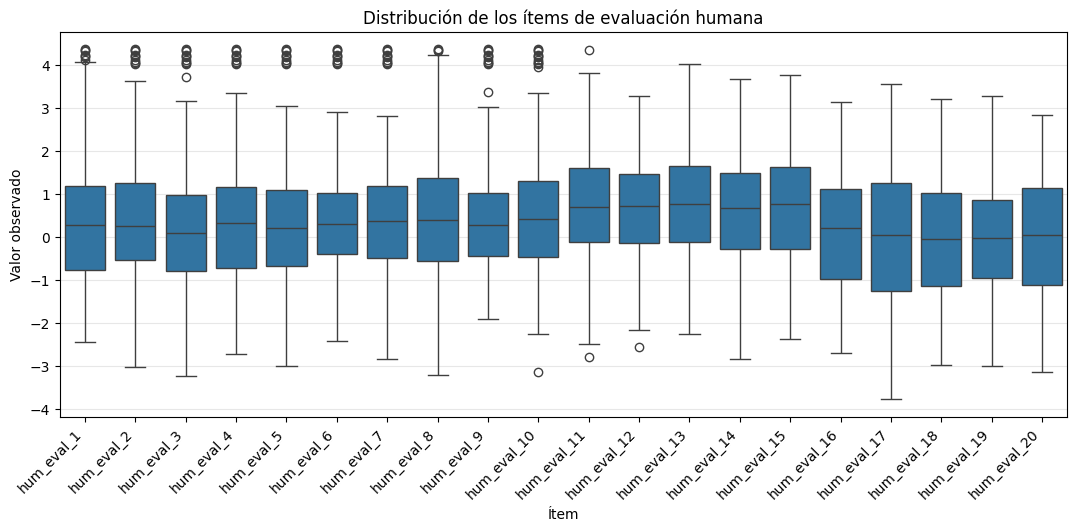 Distribución de los ítems de evaluación humana
Valor observado
4
3
2
1
0
−1
−2
−3
−4
hum_eval_1
hum_eval_2
hum_eval_3
hum_eval_4
hum_eval_5
hum_eval_6
hum_eval_7
hum_eval_8
hum_eval_9
hum_eval_10
hum_eval_11
hum_eval_12
hum_eval_13
hum_eval_14
hum_eval_15
hum_eval_16
hum_eval_17
hum_eval_18
hum_eval_19
hum_eval_20
Ítem